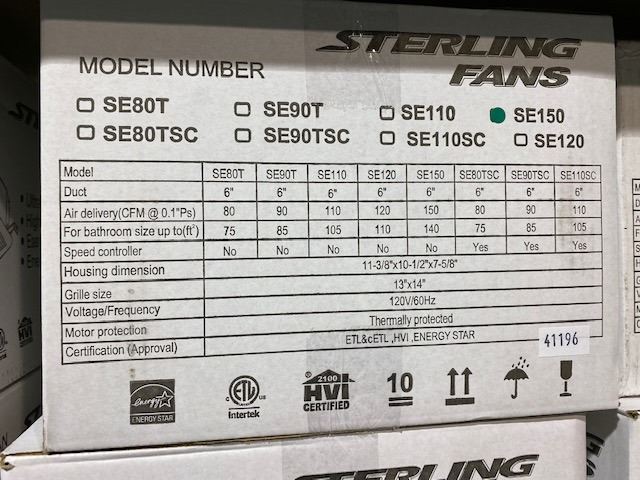 STERLING
FANS
MODEL NUMBER
SE80T SE90T SE110 SE150
SE80TSC SE90TSC SE110SC SE120
Model SE80T SE90T SE110 SE120 SE150 SE80TSC SE90TSC SE110SC
Duct 6" 6" 6" 6" 6" 6" 6" 6"
Air delivery(CFM @ 0.1"Ps) 80 90 110 120 150 80 90 110
For bathroom size up to(ft²) 75 85 105 110 140 75 85 105
Speed controller No No No No No Yes Yes Yes
Housing dimension 11-3/8"x10-1/2"x7-5/8"
Grille size 13"x14"
Voltage/Frequency 120V/60Hz
Motor protection Thermally protected
Certification (Approval) ETL&cETL ,HVI ,ENERGY STAR
41196
energy
ENERGY STAR
C ETL US
Intertek
2100
HVI
CERTIFIED
10
STERLING